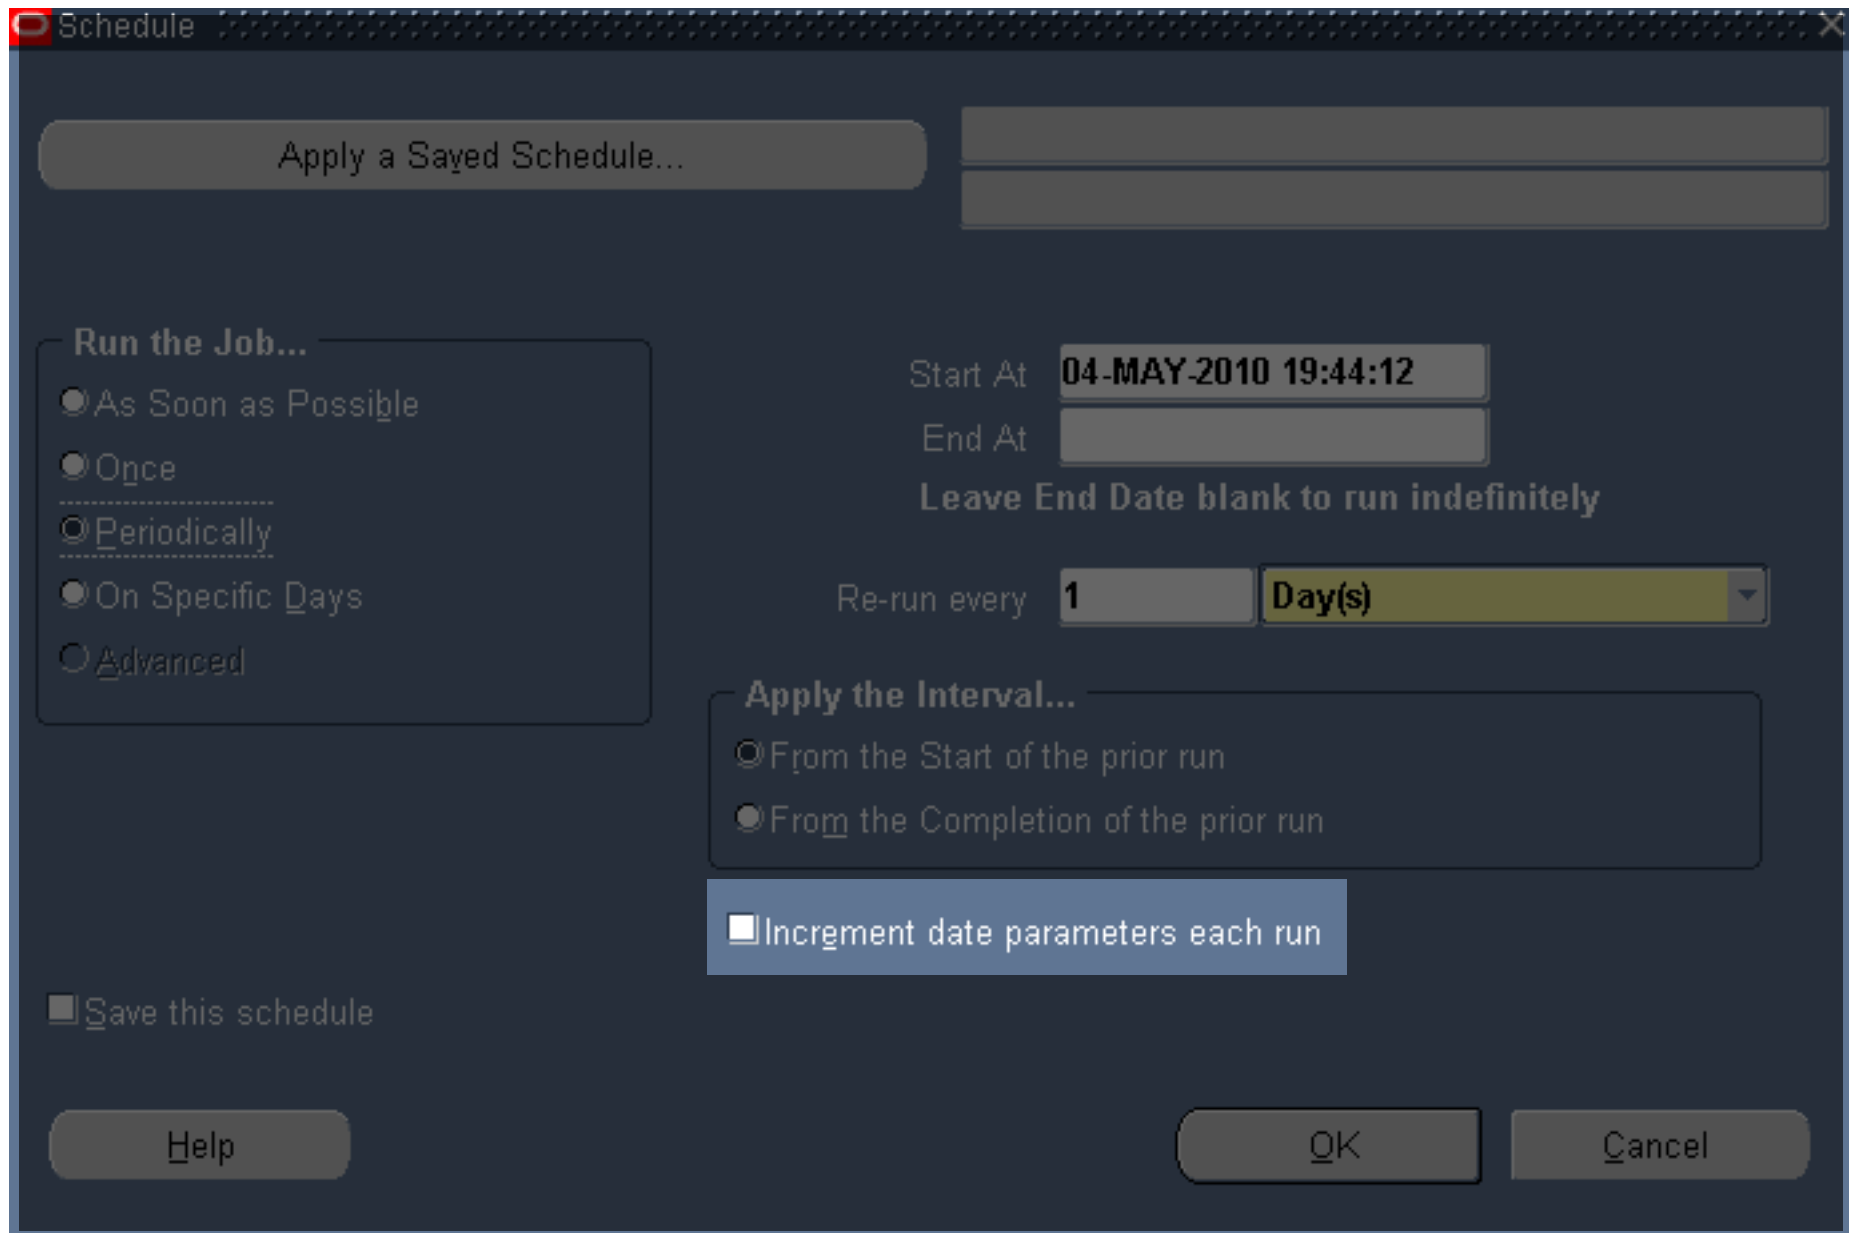 Schedule
Apply a Saved Schedule...
Run the Job...
As Soon as Possible
Once
Periodically
On Specific Days
Advanced
Start At 04-MAY-2010 19:44:12
End At
Leave End Date blank to run indefinitely
Re-run every 1 Day(s)
Apply the Interval...
From the Start of the prior run
From the Completion of the prior run
Increment date parameters each run
Save this schedule
Help
OK
Cancel